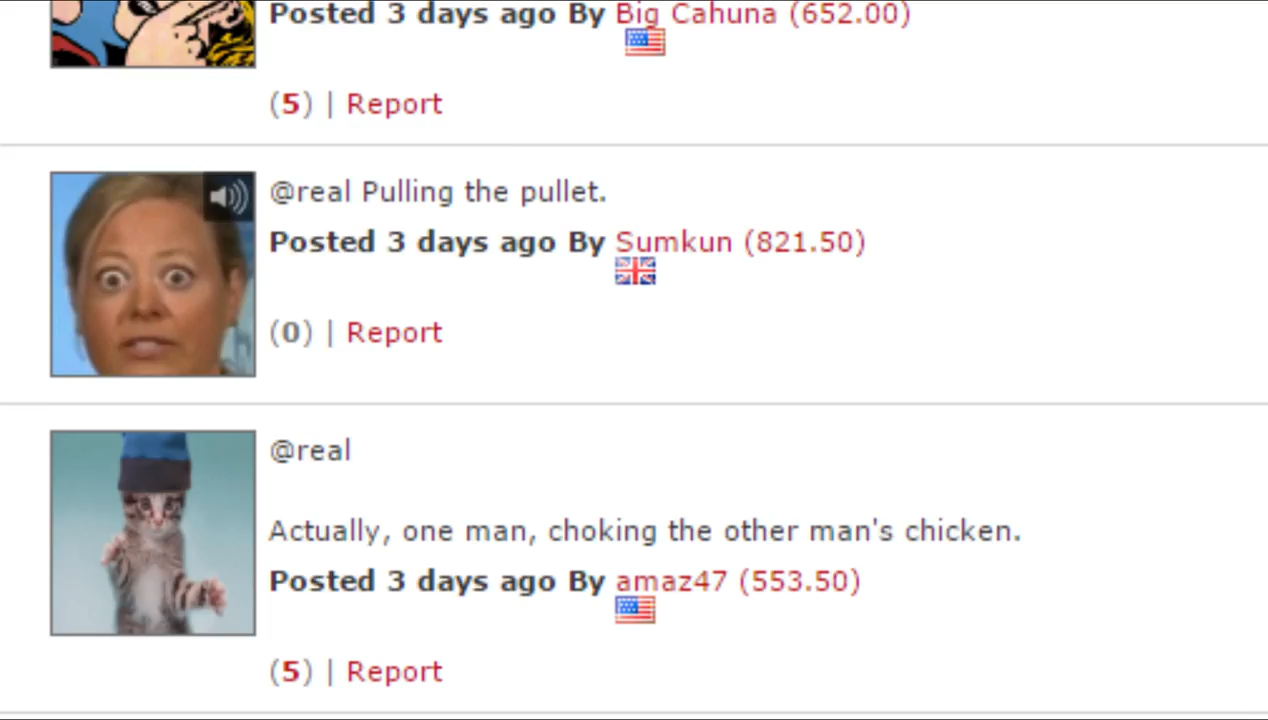 Posted 3 days ago By Big Cahuna (652.00)
(5) | Report
@real Pulling the pullet.
Posted 3 days ago By Sumkun (821.50)
(0) | Report
@real
Actually, one man, choking the other man's chicken.
Posted 3 days ago By amaz47 (553.50)
(5) | Report